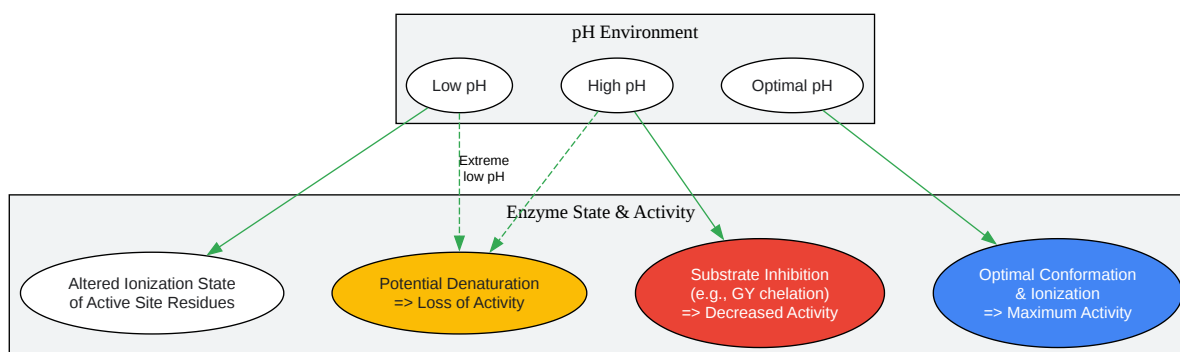 pH Environment
Low pH
High pH
Optimal pH
Extreme
low pH
Enzyme State & Activity
Altered Ionization State
of Active Site Residues
Potential Denaturation
=> Loss of Activity
Substrate Inhibition
(e.g., GY chelation)
=> Decreased Activity
Optimal Conformation
& Ionization
=> Maximum Activity